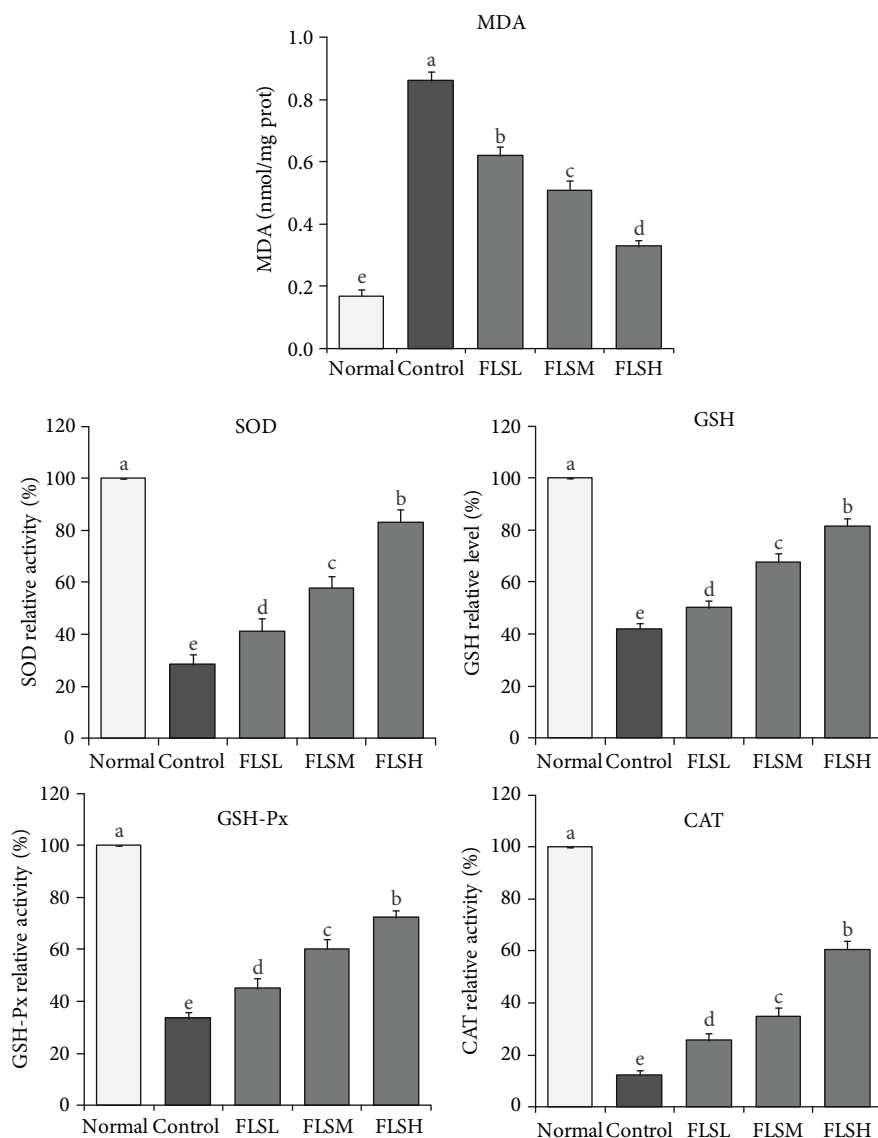 MDA
MDA (nmol/mg prot)
1.0
0.8
0.6
0.4
0.2
0.0
e
a
b
c
d
Normal Control FLSL FLSM FLSH
SOD
SOD relative activity (%)
120
100
80
60
40
20
0
a
e
d
c
b
Normal Control FLSL FLSM FLSH
GSH
GSH relative level (%)
120
100
80
60
40
20
0
a
e
d
c
b
Normal Control FLSL FLSM FLSH
GSH-Px
GSH-Px relative activity (%)
120
100
80
60
40
20
0
a
e
d
c
b
Normal Control FLSL FLSM FLSH
CAT
CAT relative activity (%)
120
100
80
60
40
20
0
a
e
d
c
b
Normal Control FLSL FLSM FLSH